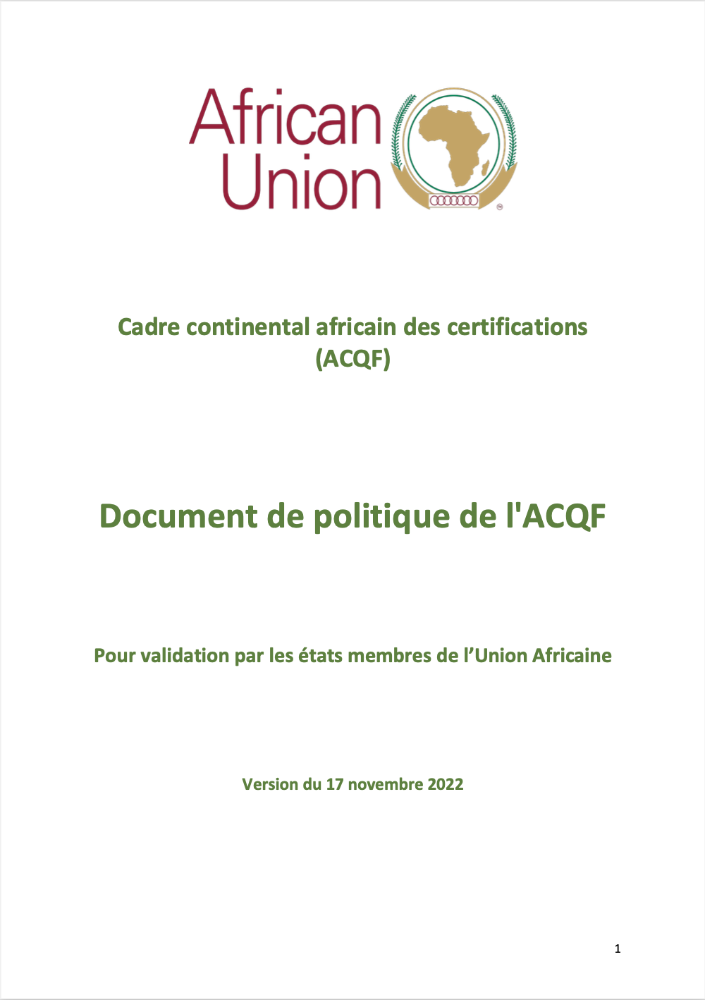 African
Union
Cadre continental africain des certifications
(ACQF)
Document de politique de l'ACQF
Pour validation par les états membres de l’Union Africaine
Version du 17 novembre 2022
1